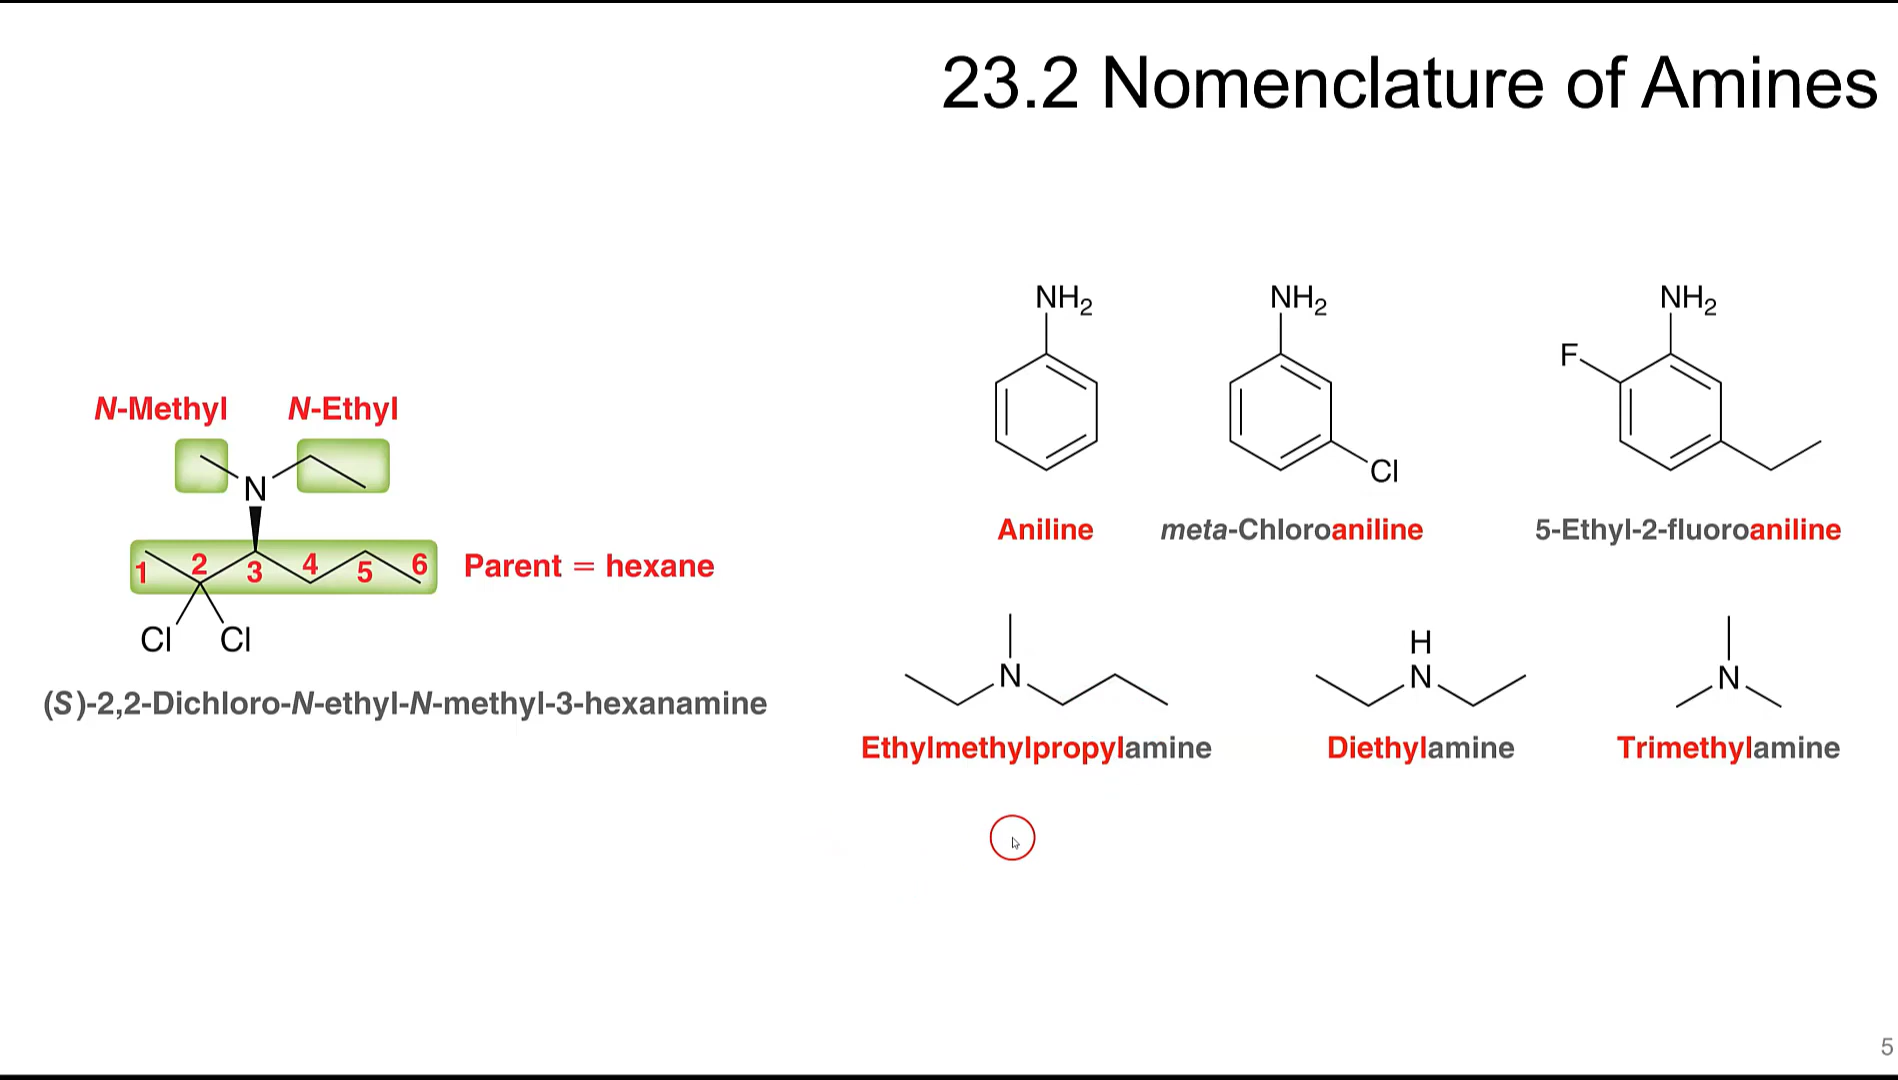 23.2 Nomenclature of Amines
N-Methyl N-Ethyl
N
1 2 3 4 5 6 Parent = hexane
Cl Cl
(S)-2,2-Dichloro-N-ethyl-N-methyl-3-hexanamine
NH2 NH2 NH2
F
Cl
Aniline meta-Chloroaniline 5-Ethyl-2-fluoroaniline
H
N N N
Ethylmethylpropylamine Diethylamine Trimethylamine
5